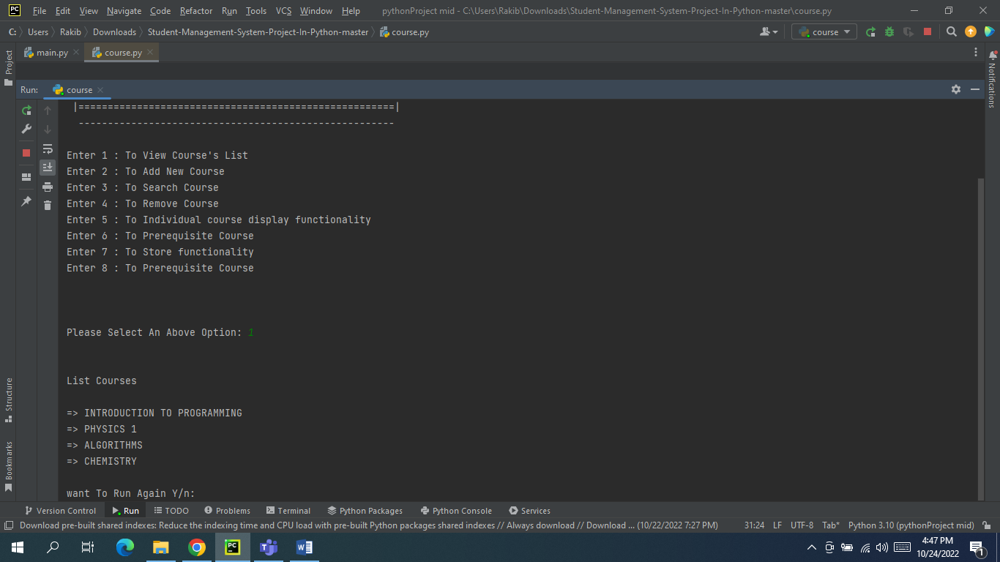 File Edit View Navigate Code Refactor Run Tools VCS Window Help pythonProject mid - C:\Users\Rakib\Downloads\Student-Management-System-Project-In-Python-master\course.py
C: Users Rakib Downloads Student-Management-System-Project-In-Python-master course.py course
main.py course.py
Project
Notifications
Run: course
|======================================================|
------------------------------------------------------
Enter 1 : To View Course's List
Enter 2 : To Add New Course
Enter 3 : To Search Course
Enter 4 : To Remove Course
Enter 5 : To Individual course display functionality
Enter 6 : To Prerequisite Course
Enter 7 : To Store functionality
Enter 8 : To Prerequisite Course
Please Select An Above Option: 1
List Courses
=> INTRODUCTION TO PROGRAMMING
=> PHYSICS 1
=> ALGORITHMS
=> CHEMISTRY
want To Run Again Y/n:
Structure
Bookmarks
Version Control Run TODO Problems Terminal Python Packages Python Console Services
Download pre-built shared indexes: Reduce the indexing time and CPU load with pre-built Python packages shared indexes // Always download // Download ... (10/22/2022 7:27 PM) 31:24 LF UTF-8 Tab* Python 3.10 (pythonProject mid)
4:47 PM
10/24/2022
1